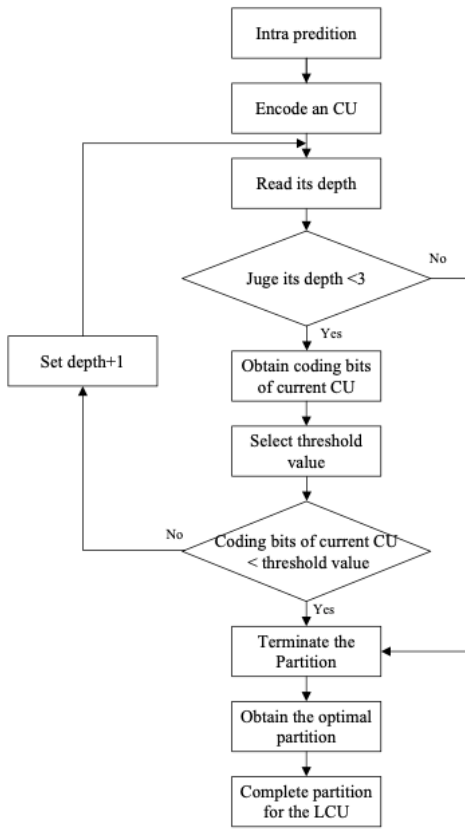 Intra predition
Encode an CU
Read its depth
No
Juge its depth <3
Yes
Set depth+1
Obtain coding bits
of current CU
Select threshold
value
No
Coding bits of current CU
< threshold value
Yes
Terminate the
Partition
Obtain the optimal
partition
Complete partition
for the LCU